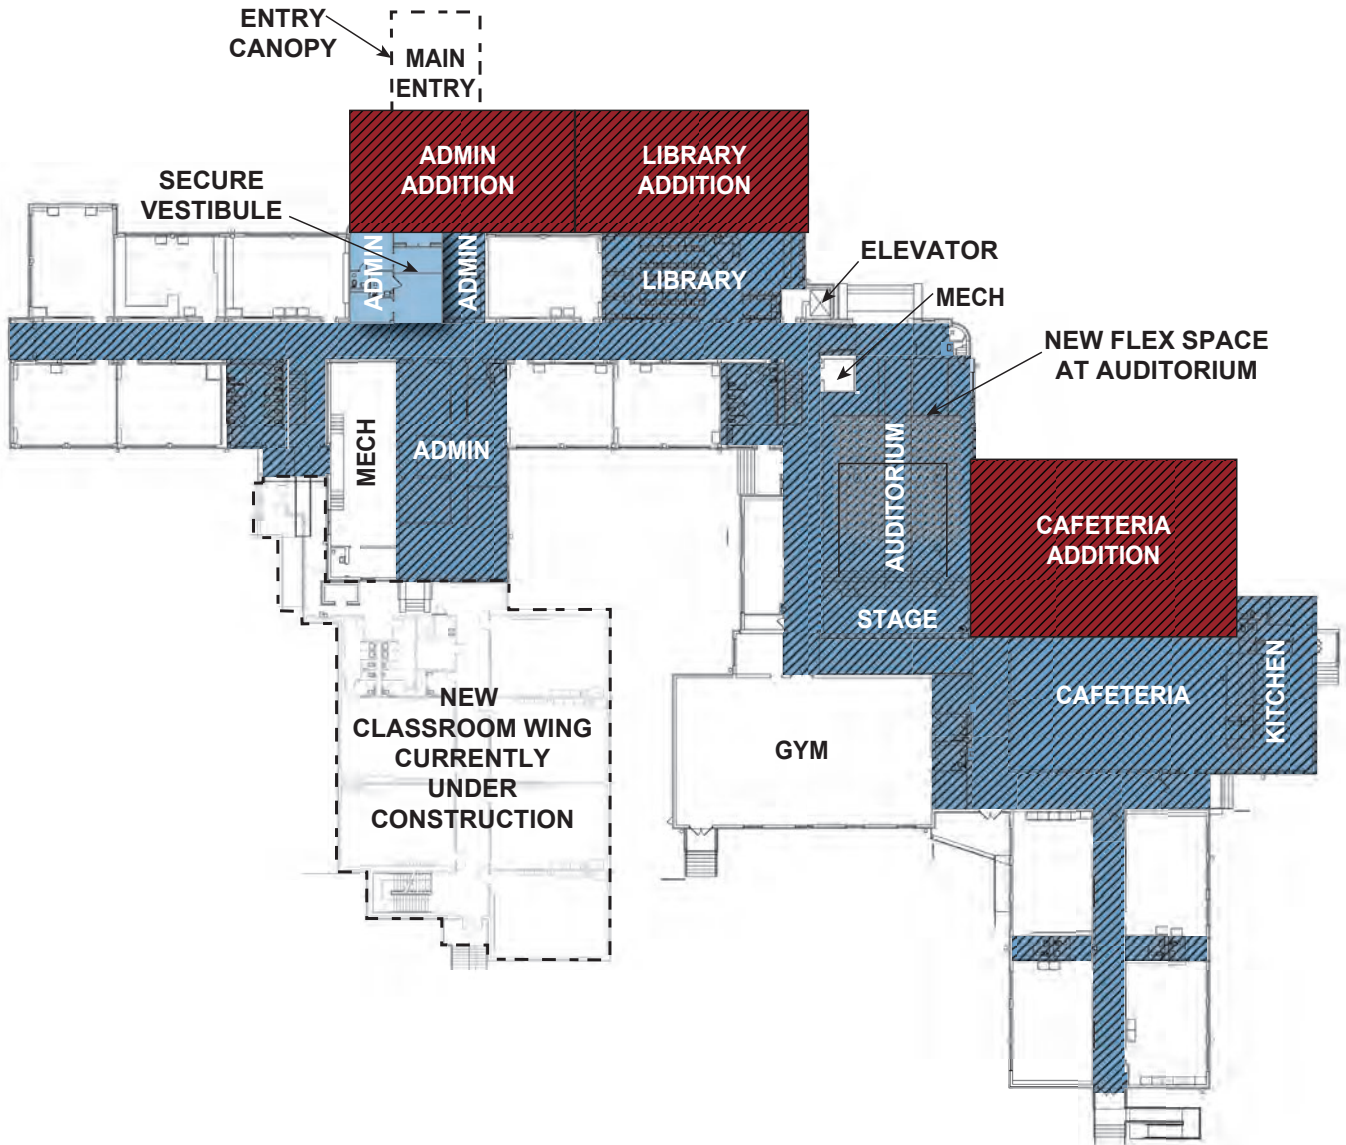 ENTRY
CANOPY
MAIN
ENTRY
ADMIN
ADDITION
LIBRARY
ADDITION
SECURE
VESTIBULE
ADMIN
ADMIN
LIBRARY
ELEVATOR
MECH
NEW FLEX SPACE
AT AUDITORIUM
MECH
ADMIN
AUDITORIUM
CAFETERIA
ADDITION
STAGE
KITCHEN
CAFETERIA
NEW
CLASSROOM WING
CURRENTLY
UNDER
CONSTRUCTION
GYM